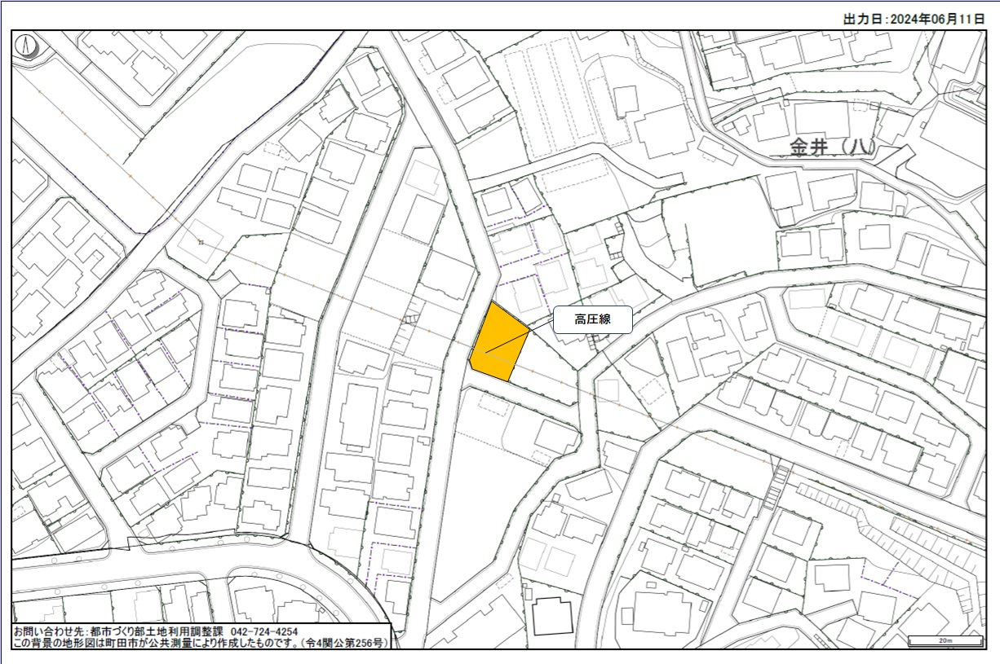 出力日:2024年06月11日
金井（八）
高圧線
お問い合わせ先:都市づくり部土地利用調整課 042-724-4254
この背景の地形図は町田市が公共測量により作成したものです。(令4関公第256号)
20m